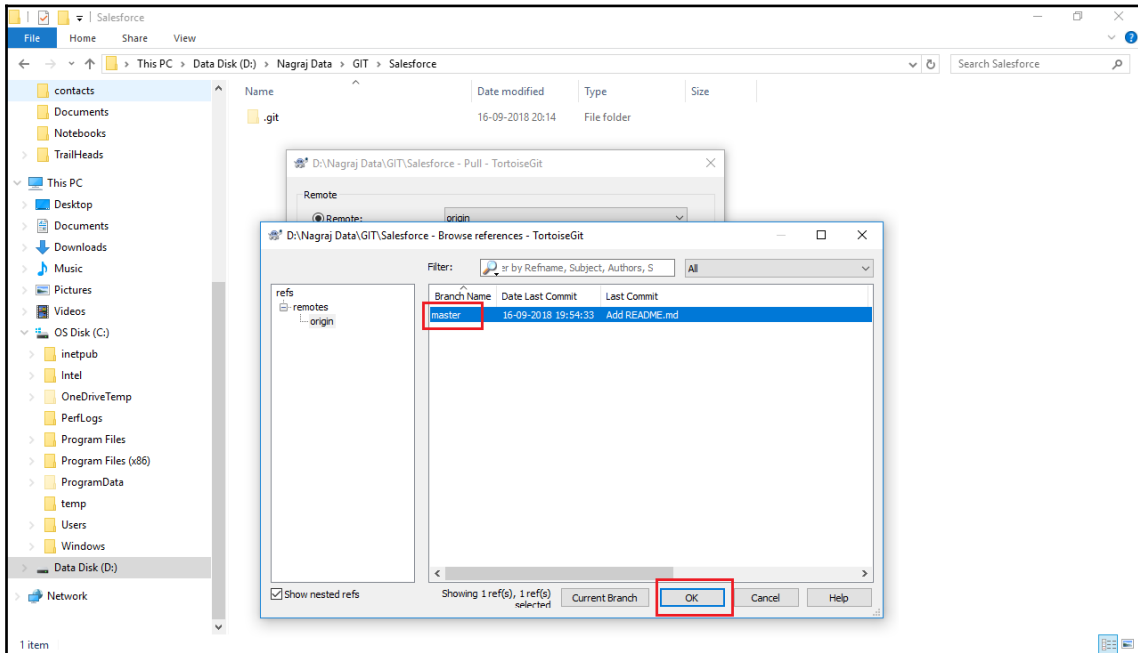 Salesforce
File Home Share View
This PC > Data Disk (D:) > Nagraj Data > GIT > Salesforce
Search Salesforce
contacts
Documents
Notebooks
TrailHeads
This PC
Desktop
Documents
Downloads
Music
Pictures
Videos
OS Disk (C:)
inetpub
Intel
OneDriveTemp
PerfLogs
Program Files
Program Files (x86)
ProgramData
temp
Users
Windows
Data Disk (D:)
Network
1 item
Name Date modified Type Size
.git 16-09-2018 20:14 File folder
D:\Nagraj Data\GIT\Salesforce - Pull - TortoiseGit
Remote
Remote: origin
D:\Nagraj Data\GIT\Salesforce - Browse references - TortoiseGit
Filter: er by Refname, Subject, Authors, S All
refs
remotes
origin
Branch Name Date Last Commit Last Commit
master 16-09-2018 19:54:33 Add README.md
Show nested refs
Showing 1 ref(s), 1 ref(s)
selected
Current Branch OK Cancel Help